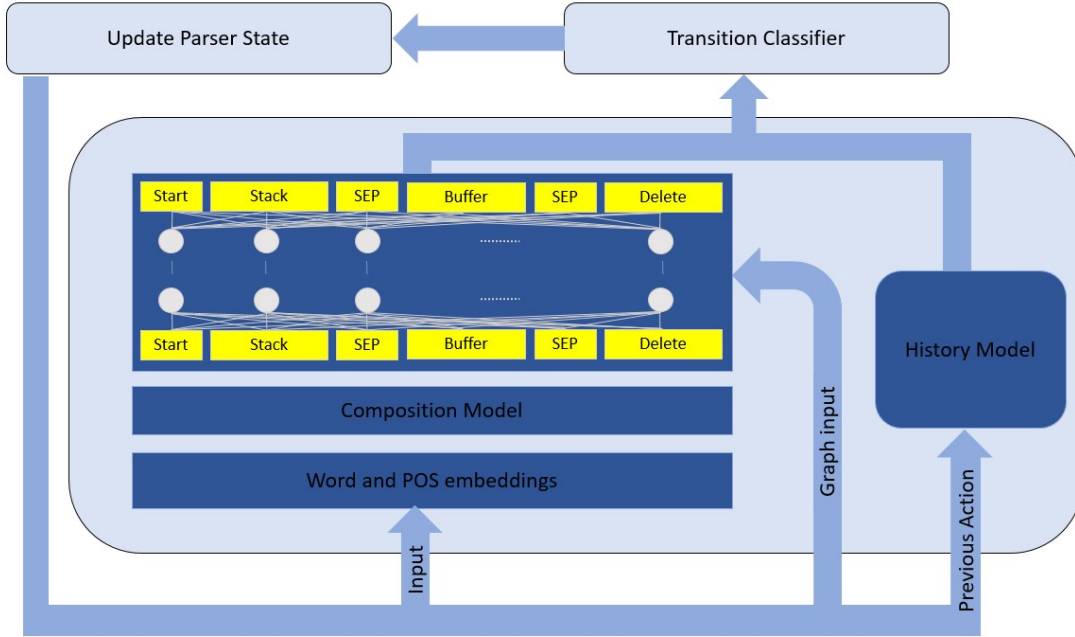 Update Parser State
Transition Classifier
Start Stack SEP Buffer SEP Delete
Start Stack SEP Buffer SEP Delete
Composition Model
Word and POS embeddings
History Model
Input
Graph input
Previous Action